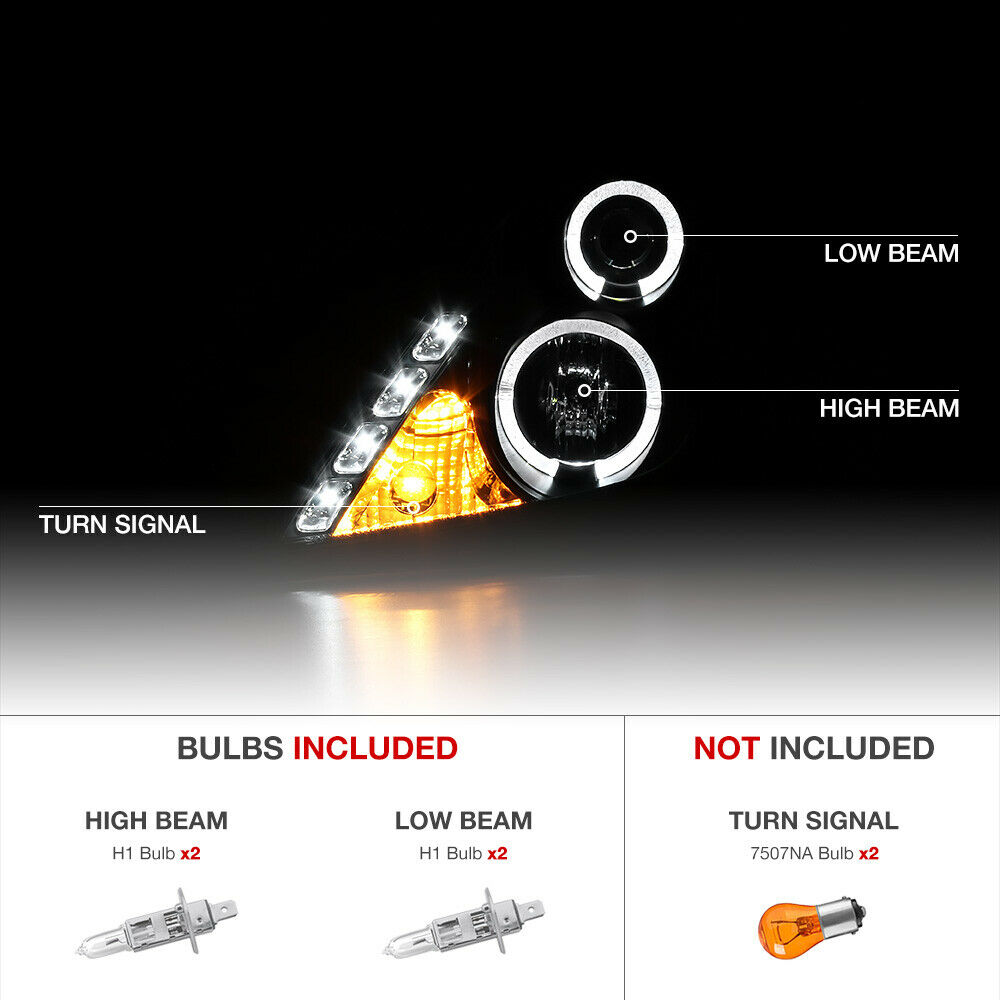 LOW BEAM
HIGH BEAM
TURN SIGNAL
BULBS INCLUDED
HIGH BEAM
H1 Bulb x2
LOW BEAM
H1 Bulb x2
NOT INCLUDED
TURN SIGNAL
7507NA Bulb x2